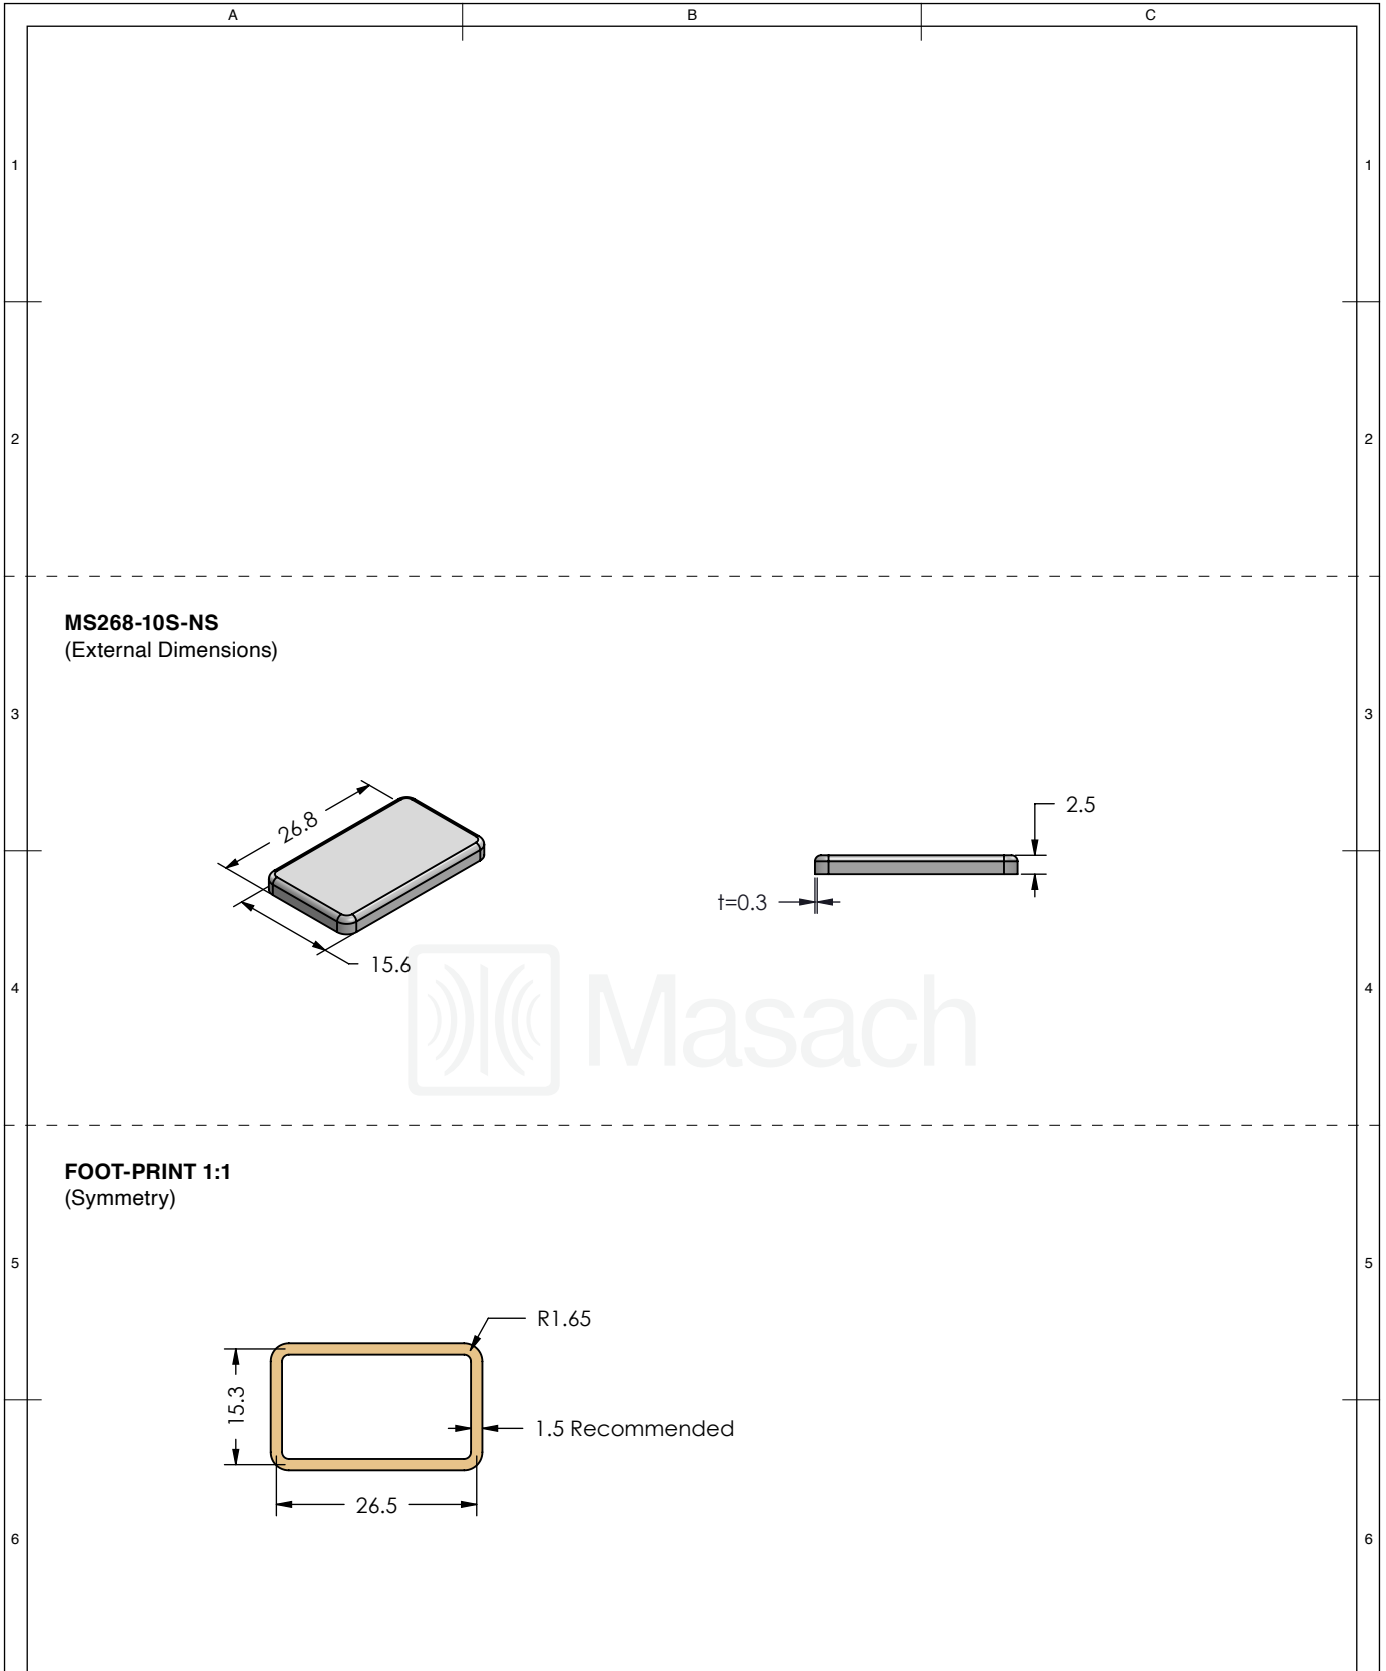 A B C
1 1
2 2
MS268-10S-NS
(External Dimensions)
3 3
26.8
2.5
t=0.3
15.6
4 4
Masach
FOOT-PRINT 1:1
(Symmetry)
5 5
R1.65
15.3
1.5 Recommended
26.5
6 6